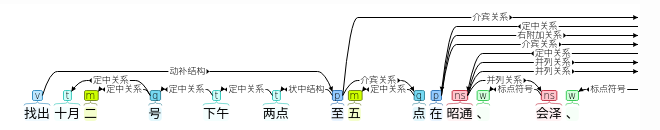 介宾关系
定中关系
右附加关系
介宾关系
定中关系
并列关系
动补结构 并列关系
定中关系 介宾关系 并列关系
定中关系 定中关系 定中关系 状中结构 定中关系 标点符号 标点符号
v t m q t t p m q p ns w ns w
找出 十月 二 号 下午 两点 至 五 点 在 昭通 、 会泽 、